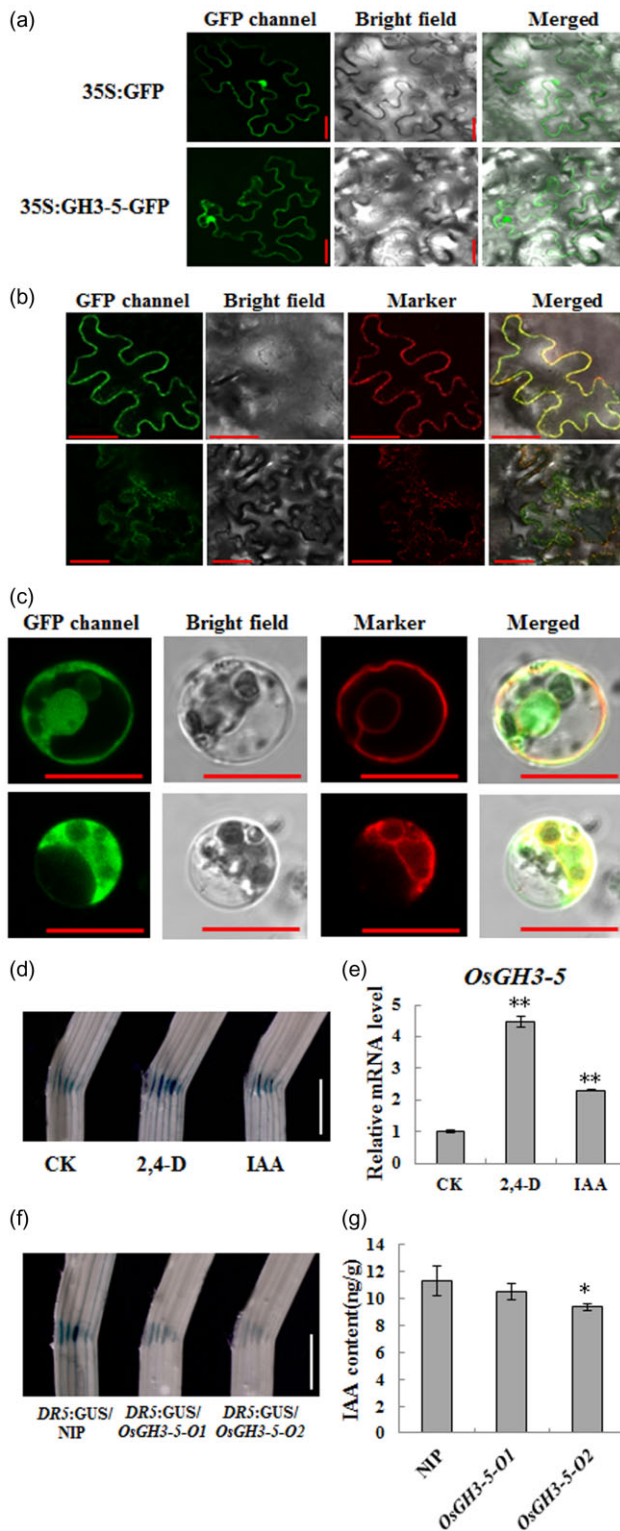 (a)
GFP channel Bright field Merged
35S:GFP
35S:GH3-5-GFP
(b)
GFP channel Bright field Marker Merged
(c)
GFP channel Bright field Marker Merged
(d)
CK 2,4-D IAA
(e)
OsGH3-5
Relative mRNA level
5
4
3
2
1
0
**
**
CK 2,4-D IAA
(f)
DR5:GUS/ DR5:GUS/ DR5:GUS/
NIP OsGH3-5-O1 OsGH3-5-O2
(g)
IAA content(ng/g)
14
12
10
8
6
4
2
0
*
NIP OsGH3-5-O1 OsGH3-5-O2